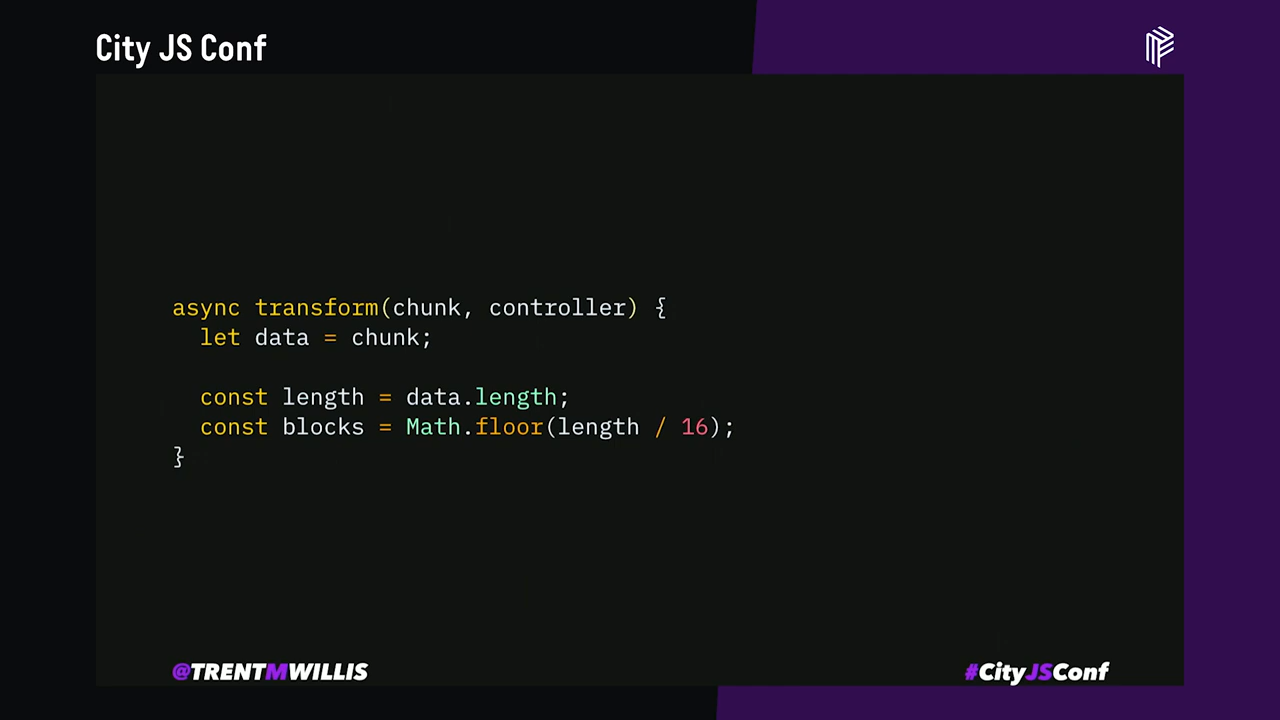 City JS Conf
async transform(chunk, controller) {
  let data = chunk;

  const length = data.length;
  const blocks = Math.floor(length / 16);
}
@TRENTMWILLIS
#CityJSConf